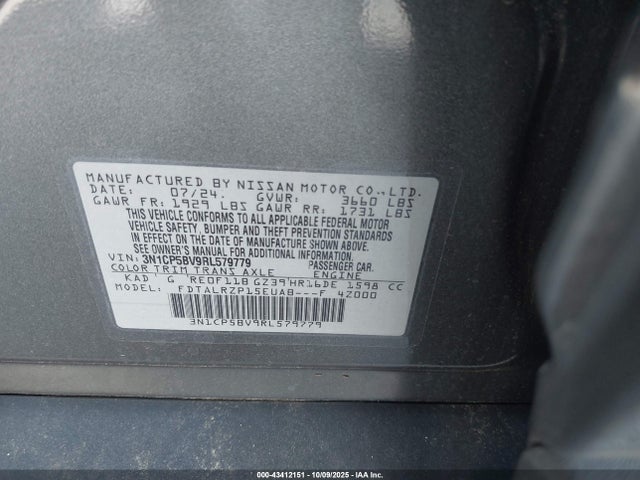 MANUFACTURED BY NISSAN MOTOR CO.,LTD.
DATE: 07/24. GVWR: 3660 LBS
GAWR FR: 1929 LBS GAWR RR: 1731 LBS
THIS VEHICLE CONFORMS TO ALL APPLICABLE FEDERAL MOTOR
VEHICLE SAFETY, BUMPER AND THEFT PREVENTION STANDARDS
IN EFFECT ON THE DATE OF MANUFACTURE SHOWN ABOVE.
SEE OWNER'S MANUAL FOR ADDITIONAL INFORMATION.
VIN: 3N1CP5BV9RL579779 PASSENGER CAR
COLOR TRIM TRANS AXLE ENGINE
KAD G RE0F11B GZ39 HR16DE 1598 CC
MODEL: FDTALRZP15EUA8---F 4Z000
3N1CP5BV9RL579779
000-43412151 | 10/09/2025 | IAA Inc.